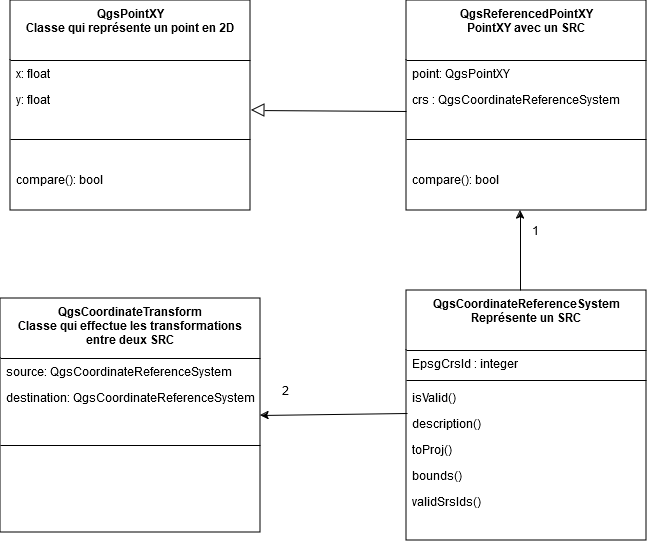 QgsPointXY
Classe qui représente un point en 2D
x: float
y: float
compare(): bool
QgsReferencedPointXY
PointXY avec un SRC
point: QgsPointXY
crs : QgsCoordinateReferenceSystem
compare(): bool
1
QgsCoordinateTransform
Classe qui effectue les transformations
entre deux SRC
source: QgsCoordinateReferenceSystem
destination: QgsCoordinateReferenceSystem
2
QgsCoordinateReferenceSystem
Représente un SRC
EpsgCrsId : integer
isValid()
description()
toProj()
bounds()
validSrsIds()